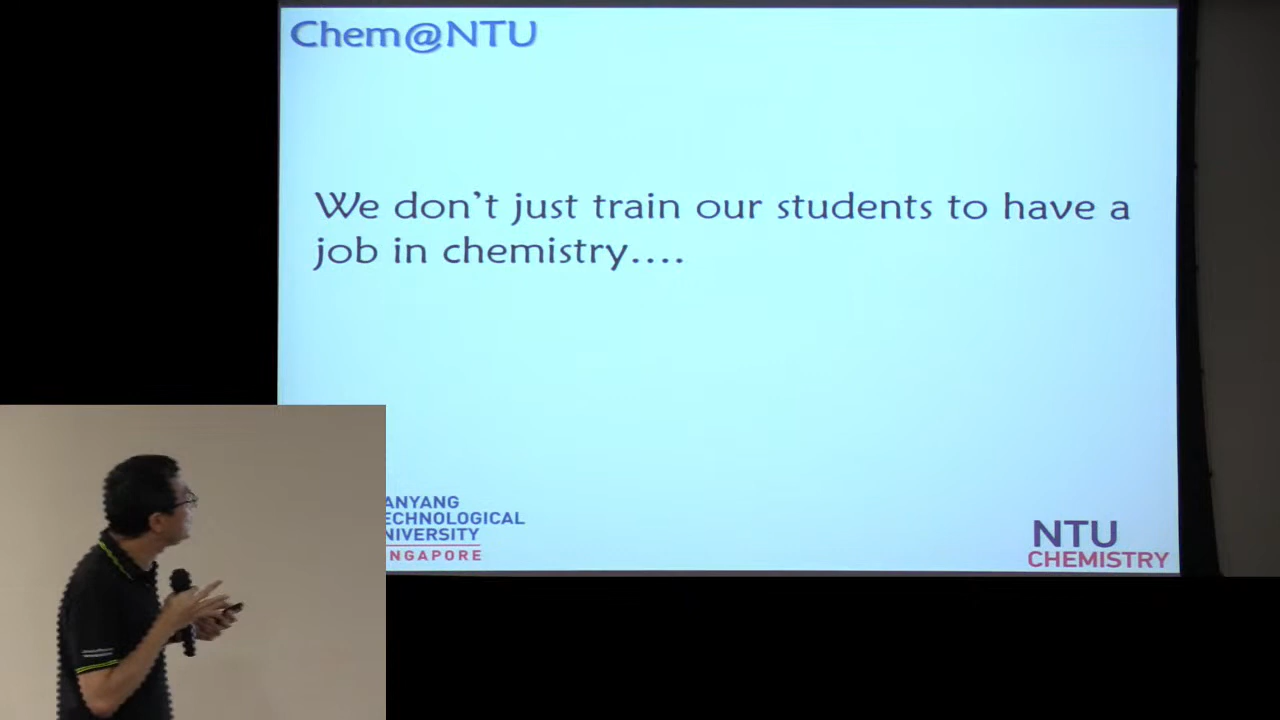 Chem@NTU
We don't just train our students to have a
job in chemistry....
ANYANG
ECHNOLOGICAL
NIVERSITY
NGAPORE
NTU
CHEMISTRY